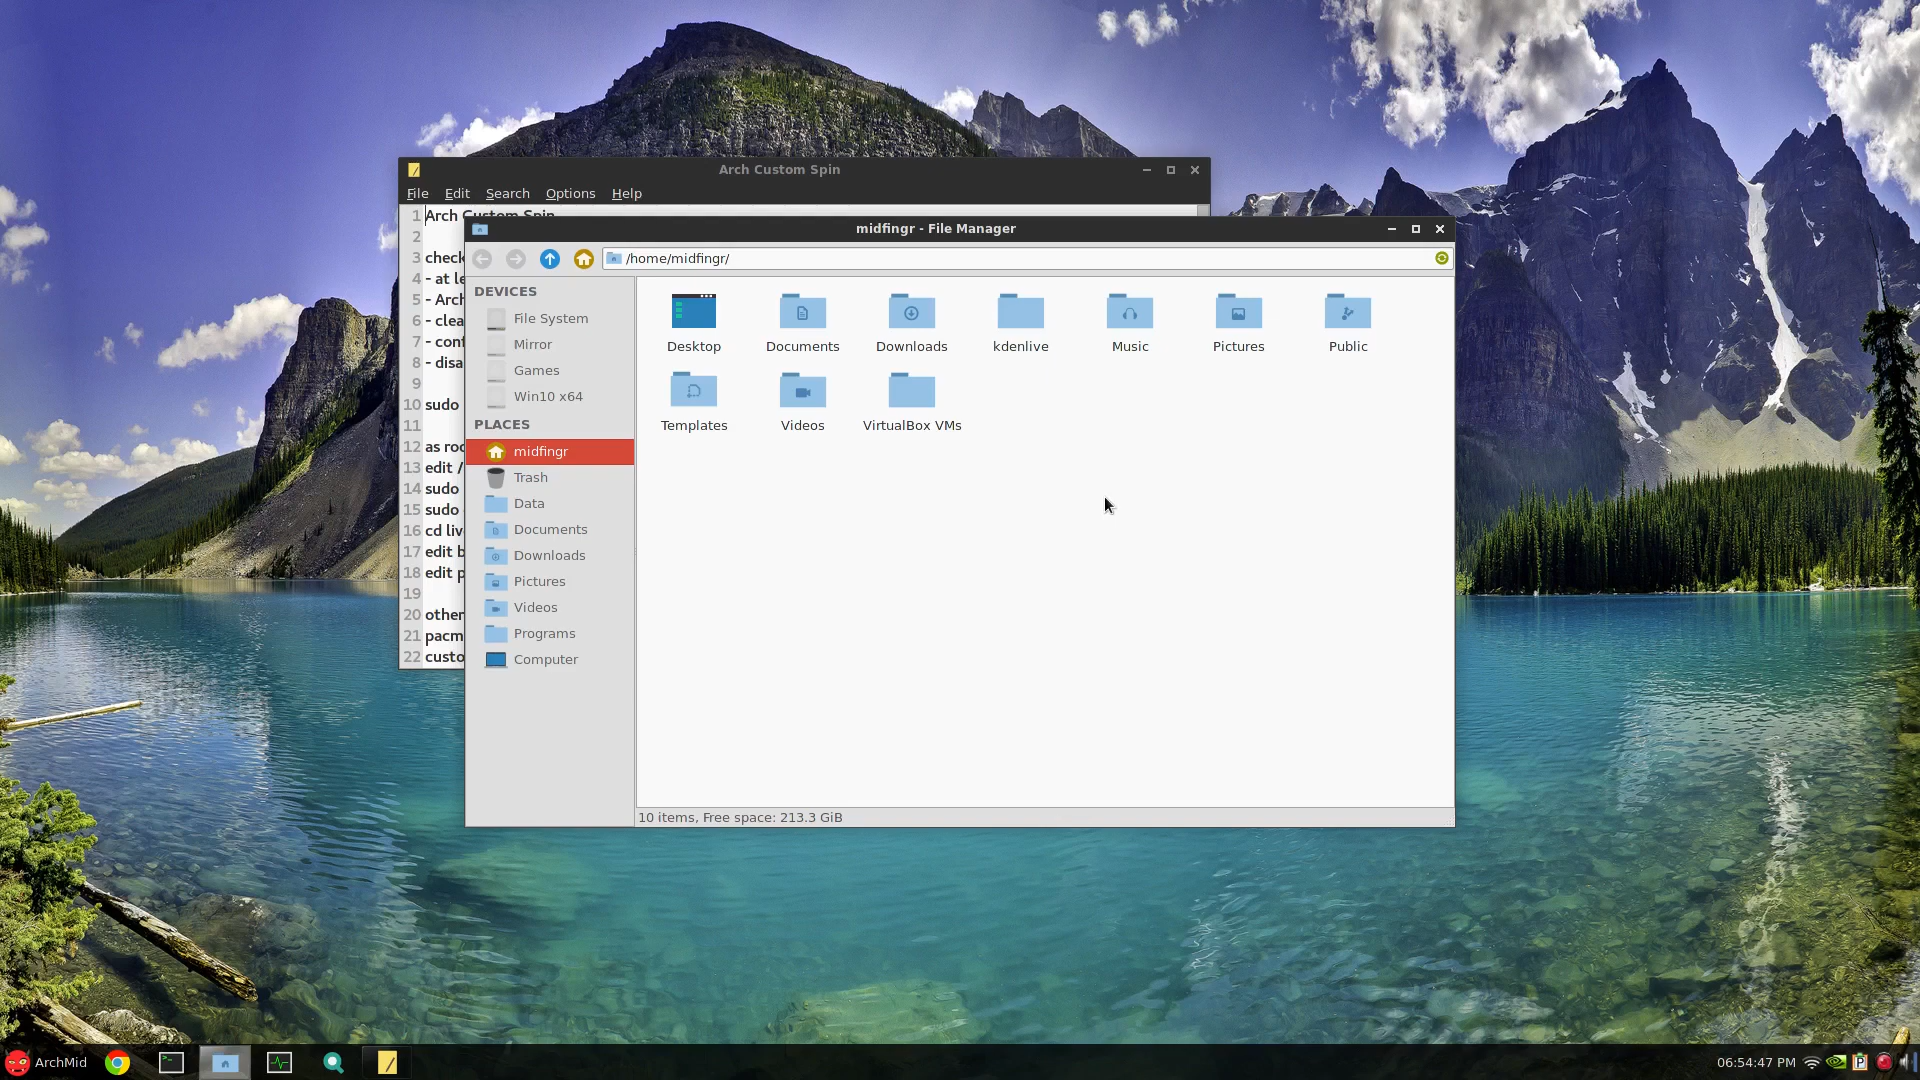 Arch Custom Spin
File Edit Search Options Help
1 Arch Custom Spin
2
3 check
4 - at le
5 - Arch
6 - clea
7 - conf
8 - disa
9
10 sudo
11
12 as roo
13 edit /
14 sudo
15 sudo
16 cd liv
17 edit b
18 edit p
19
20 other
21 pacm
22 custo
midfingr - File Manager
/home/midfingr/
DEVICES
File System
Mirror
Games
Win10 x64
PLACES
midfingr
Trash
Data
Documents
Downloads
Pictures
Videos
Programs
Computer
Desktop Documents Downloads kdenlive Music Pictures Public
Templates Videos VirtualBox VMs
10 items, Free space: 213.3 GiB
ArchMid
06:54:47 PM